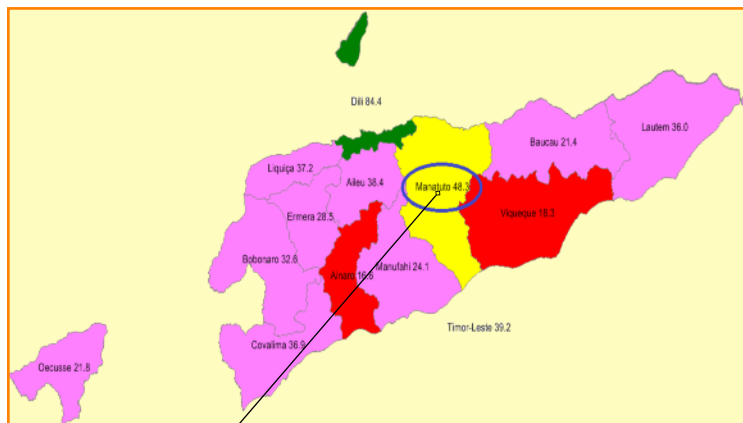 Dili 84.4
Lautem 36.0
Baucau 21.4
Liquiça 37.2
Aileu 38.4
Manatuto 48.3
Ermera 28.5
Viqueque 18.3
Bobonaro 32.6
Ainaro 16.6
Manufahi 24.1
Timor-Leste 39.2
Covalima 36.9
Oecusse 21.8